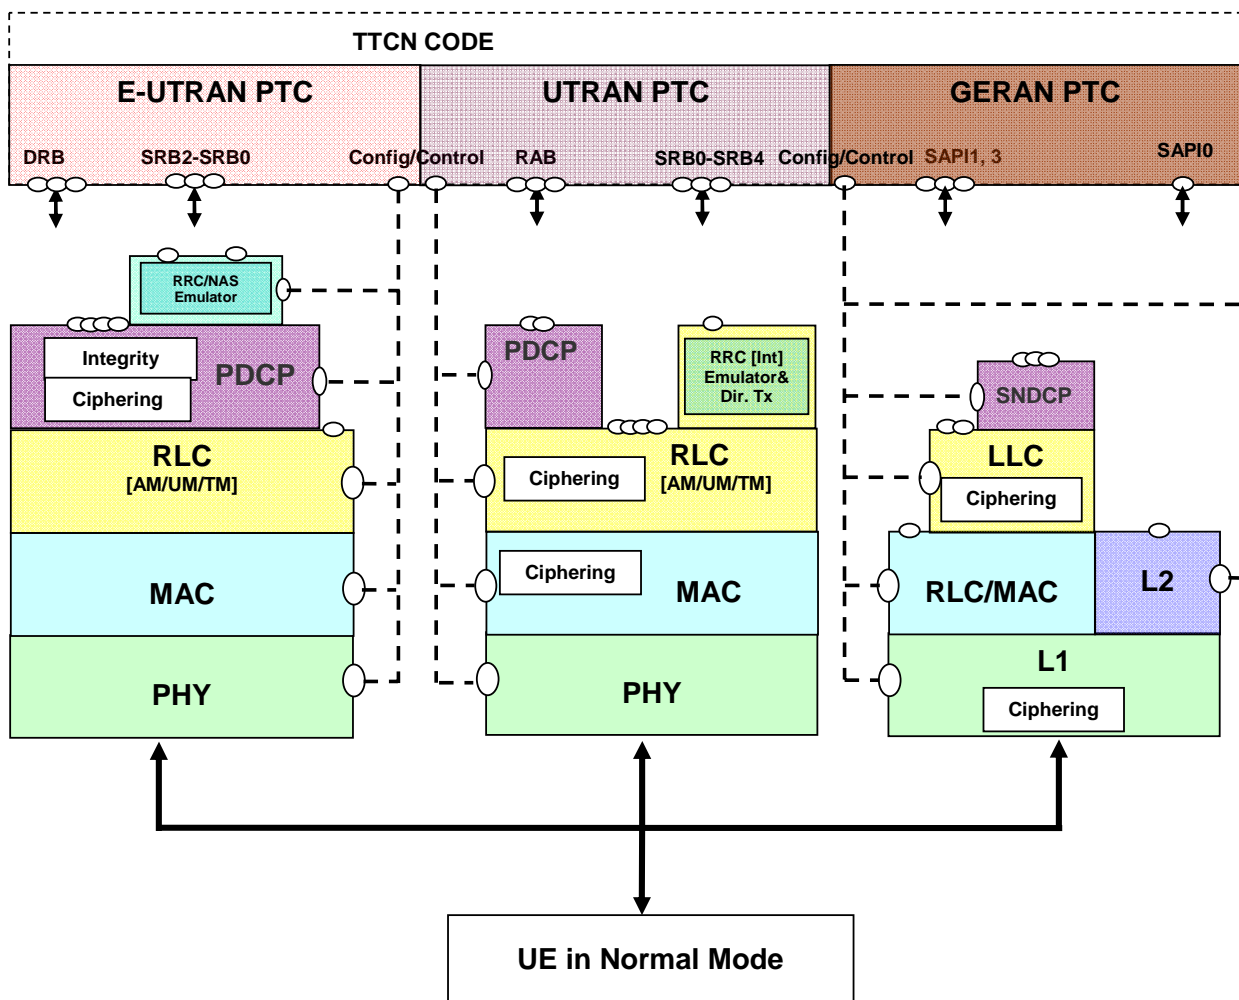 TTCN CODE
E-UTRAN PTC
UTRAN PTC
GERAN PTC
DRB
SRB2-SRB0
Config/Control
RAB
SRB0-SRB4
Config/Control
SAPI1, 3
SAPI0
RRC/NAS
Emulator
Integrity
Ciphering
PDCP
RLC
[AM/UM/TM]
MAC
PHY
PDCP
RRC [Int]
Emulator&
Dir. Tx
Ciphering
RLC
[AM/UM/TM]
Ciphering
MAC
PHY
SNDCP
LLC
Ciphering
RLC/MAC
L2
L1
Ciphering
UE in Normal Mode